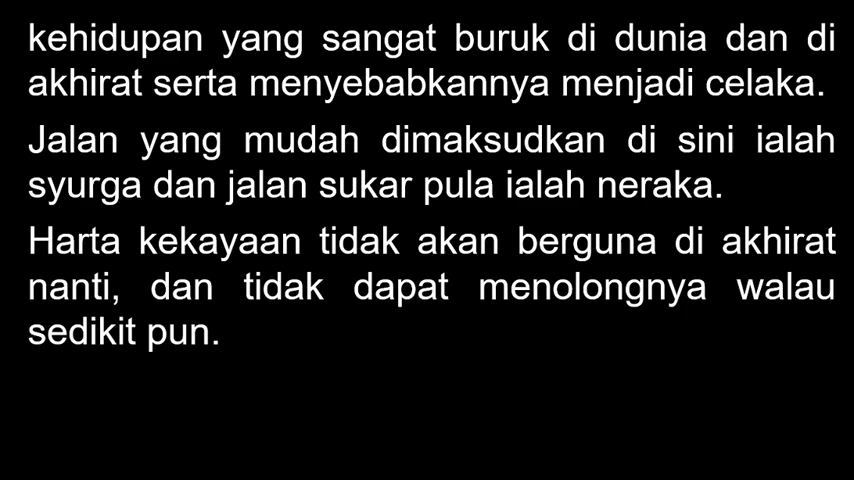 kehidupan yang sangat buruk di dunia dan di
akhirat serta menyebabkannya menjadi celaka.
Jalan yang mudah dimaksudkan di sini ialah
syurga dan jalan sukar pula ialah neraka.
Harta kekayaan tidak akan berguna di akhirat
nanti, dan tidak dapat menolongnya walau
sedikit pun.